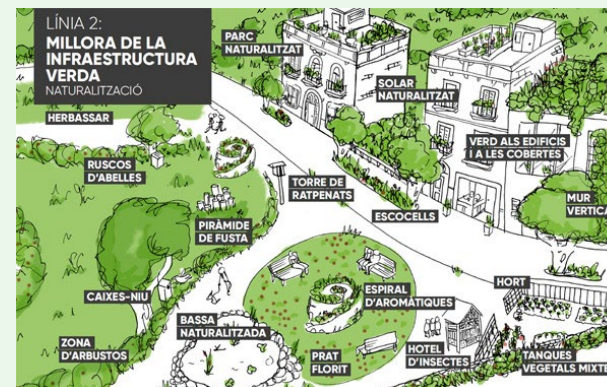 LÍNIA 2:
MILLORA DE LA
INFRAESTRUCTURA
VERDA
NATURALITZACIÓ
PARC
NATURALITZAT
SOLAR
NATURALITZAT
HERBASSAR
VERD ALS EDIFICIS
I A LES COBERTES
RUSCOS
D'ABELLES
TORRE DE
RATPENATS
MUR
VERTICA
ESCOCELLS
PIRÀMIDE
DE FUSTA
HORT
CAIXES-NIU
ESPIRAL
D'AROMÀTIQUES
BASSA
NATURALITZADA
ZONA
D'ARBUSTOS
PRAT
FLORIT
HOTEL
D'INSECTES
TANQUES
VEGETALS MIXT